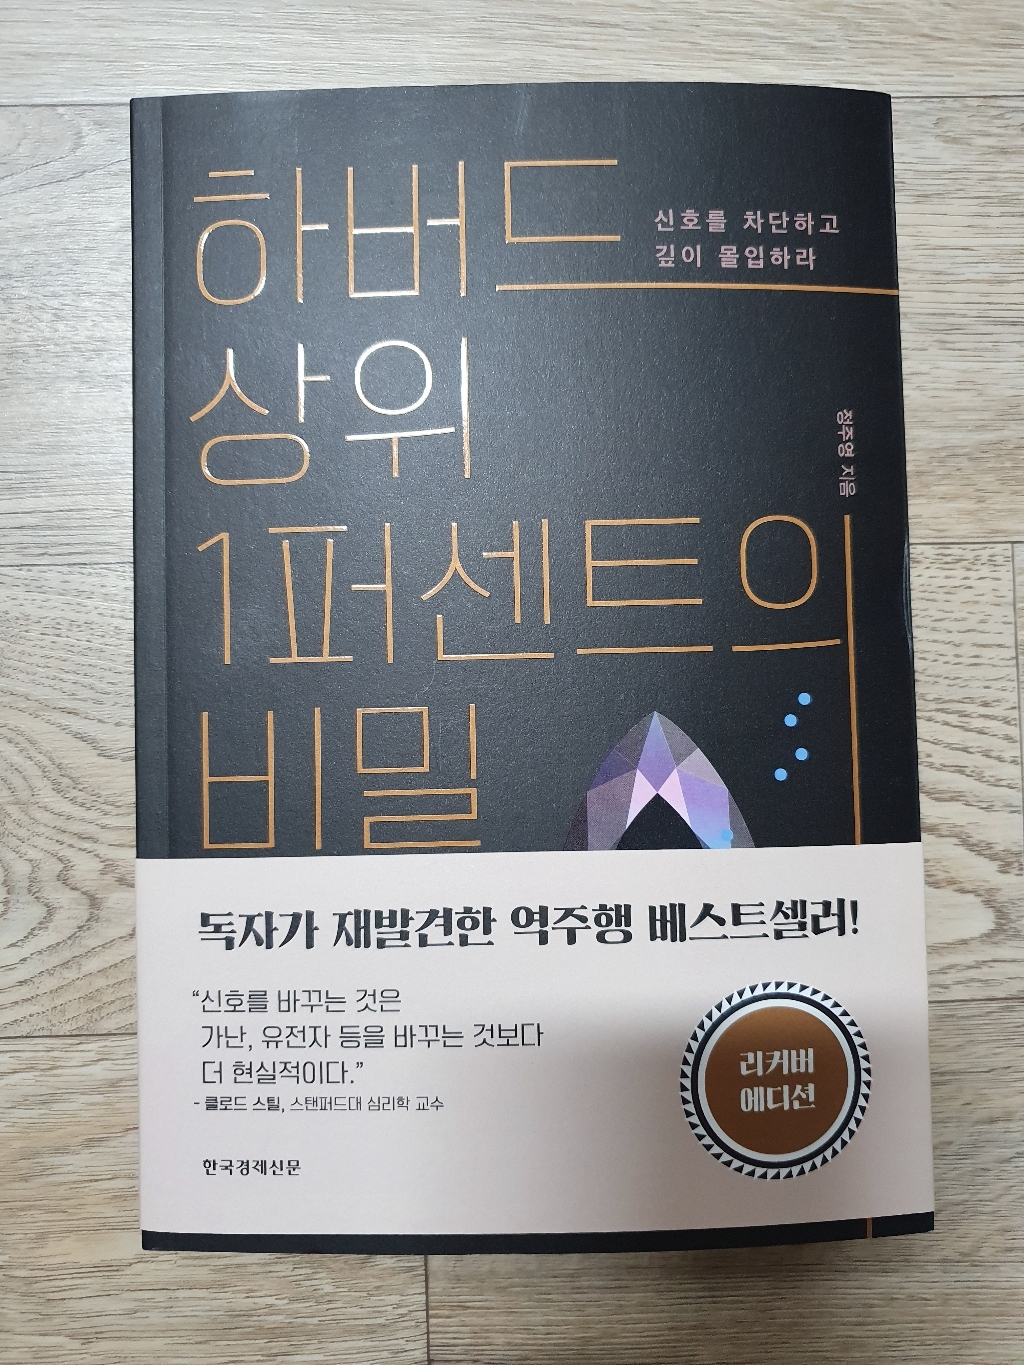 하버드
신호를 차단하고
깊이 몰입하라
상위
정주영 지음
1퍼센트의
비밀
독자가 재발견한 역주행 베스트셀러!
“신호를 바꾸는 것은
가난, 유전자 등을 바꾸는 것보다
더 현실적이다.”
- 클로드 스틸, 스탠퍼드대 심리학 교수
리커버
에디션
한국경제신문